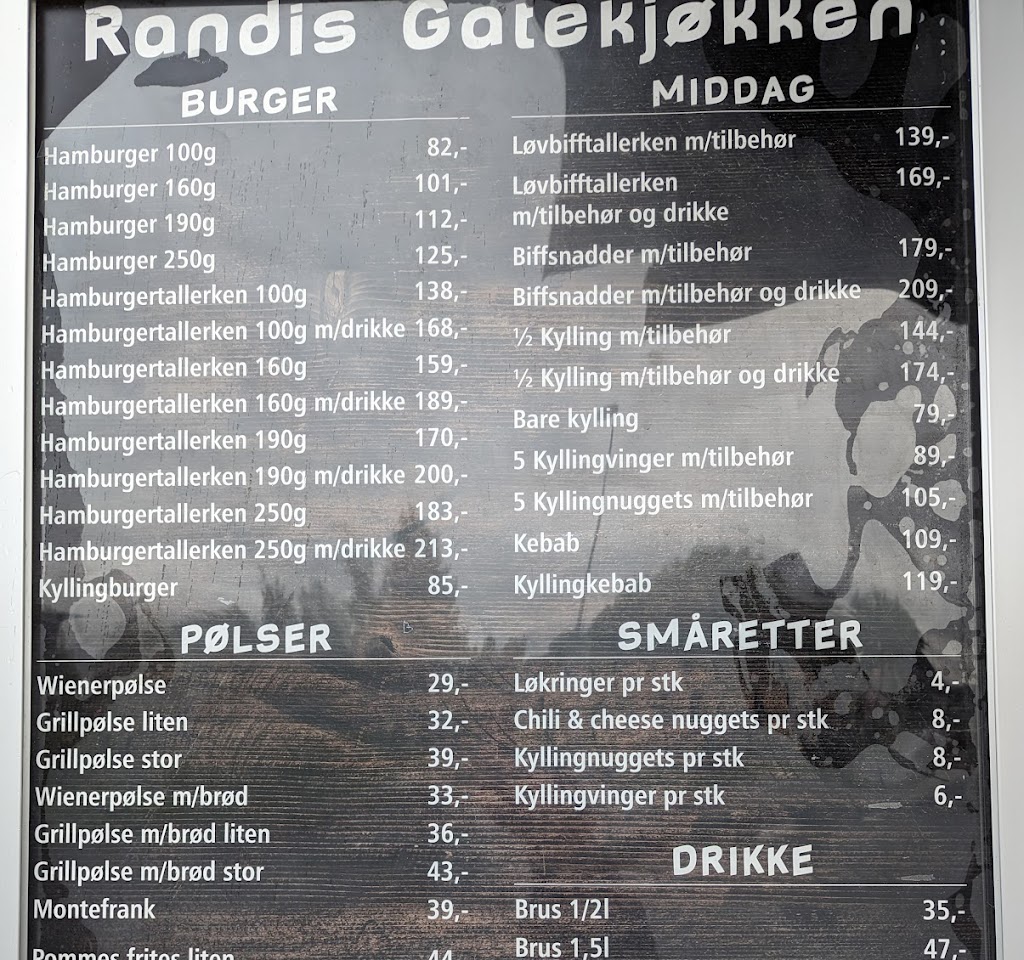 Randis Gatekjøkken
BURGER
Hamburger 100g 82,-
Hamburger 160g 101,-
Hamburger 190g 112,-
Hamburger 250g 125,-
Hamburgertallerken 100g 138,-
Hamburgertallerken 100g m/drikke 168,-
Hamburgertallerken 160g 159,-
Hamburgertallerken 160g m/drikke 189,-
Hamburgertallerken 190g 170,-
Hamburgertallerken 190g m/drikke 200,-
Hamburgertallerken 250g 183,-
Hamburgertallerken 250g m/drikke 213,-
Kyllingburger 85,-
PØLSER
Wienerpølse 29,-
Grillpølse liten 32,-
Grillpølse stor 39,-
Wienerpølse m/brød 33,-
Grillpølse m/brød liten 36,-
Grillpølse m/brød stor 43,-
Montefrank 39,-
Pommes frites liten 44,-
MIDDAG
Løvbifftallerken m/tilbehør 139,-
Løvbifftallerken 169,-
m/tilbehør og drikke
Biffsnadder m/tilbehør 179,-
Biffsnadder m/tilbehør og drikke 209,-
½ Kylling m/tilbehør 144,-
½ Kylling m/tilbehør og drikke 174,-
Bare kylling 79,-
5 Kyllingvinger m/tilbehør 89,-
5 Kyllingnuggets m/tilbehør 105,-
Kebab 109,-
Kyllingkebab 119,-
SMÅRETTER
Løkringer pr stk 4,-
Chili & cheese nuggets pr stk 8,-
Kyllingnuggets pr stk 8,-
Kyllingvinger pr stk 6,-
DRIKKE
Brus 1/2l 35,-
Brus 1,5l 47,-